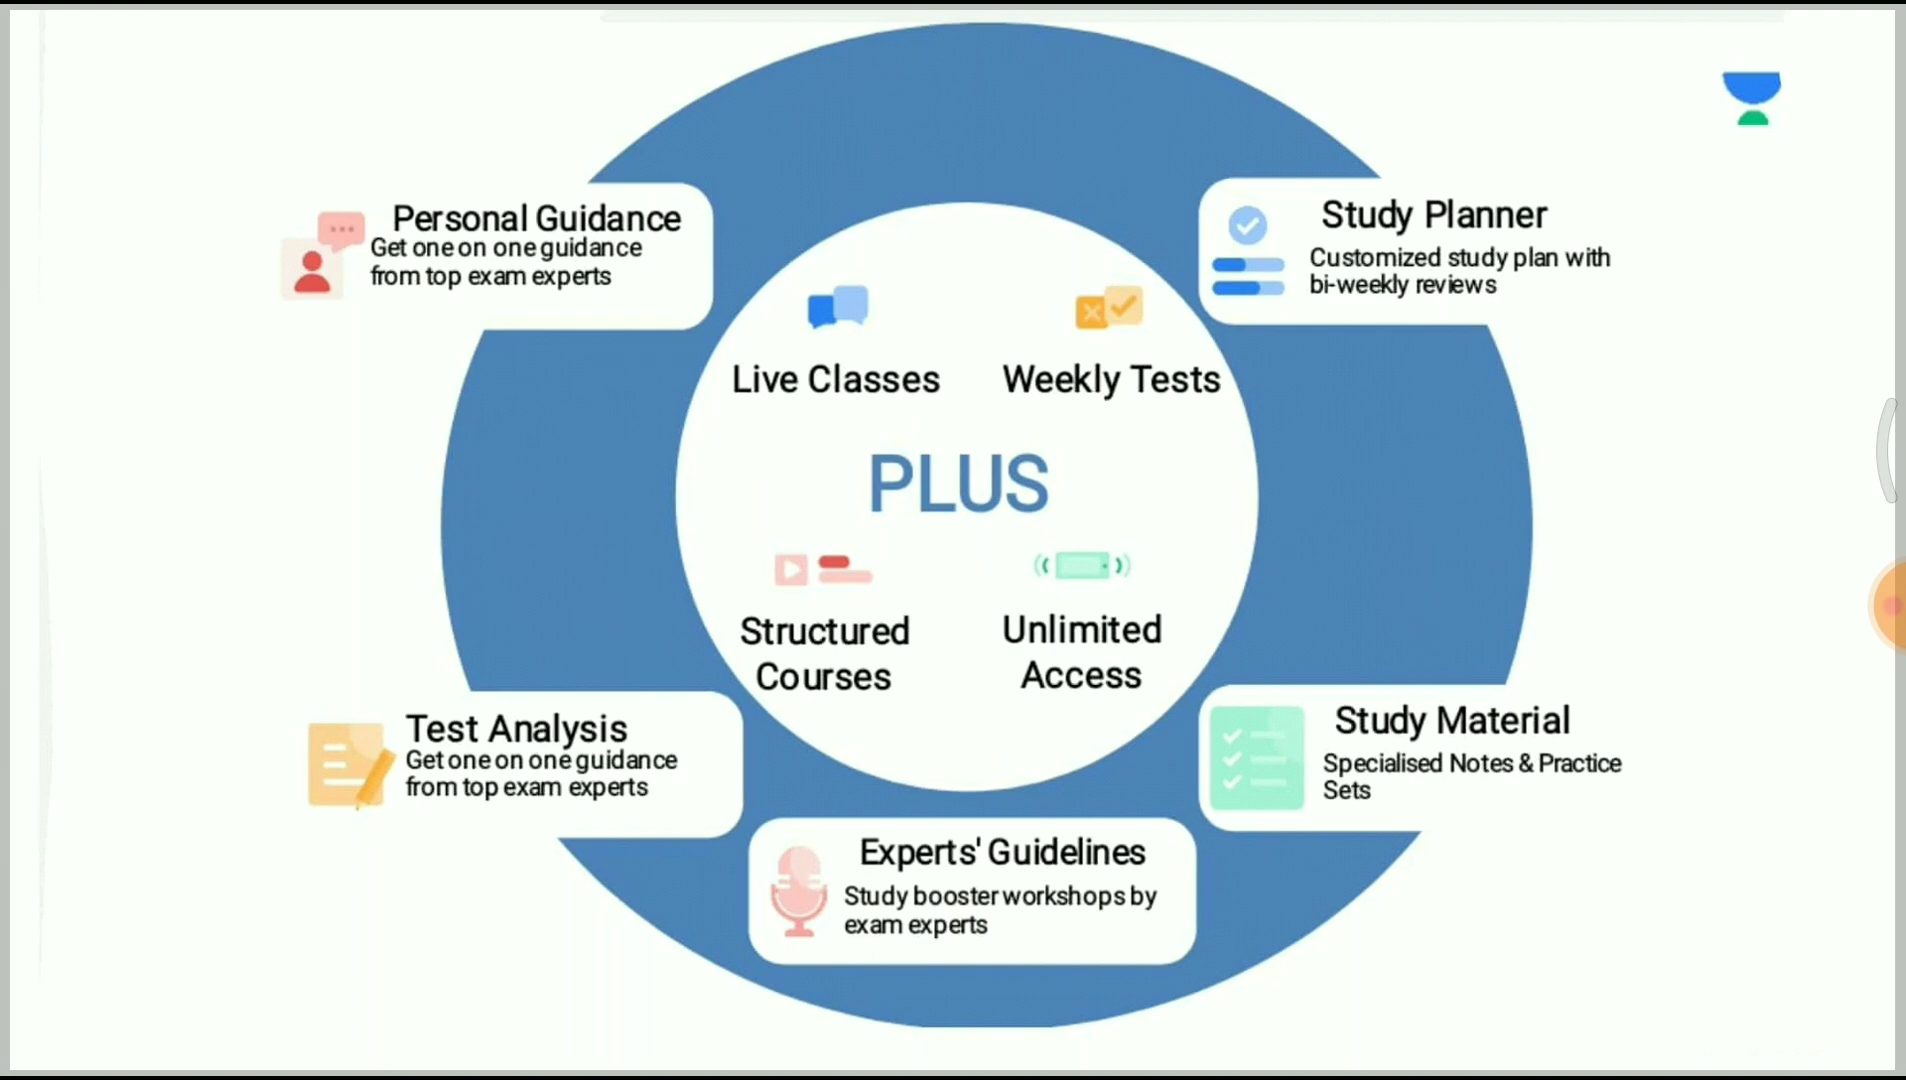 Personal Guidance
Get one on one guidance
from top exam experts
Study Planner
Customized study plan with
bi-weekly reviews
Live Classes
Weekly Tests
PLUS
Structured
Courses
Unlimited
Access
Test Analysis
Get one on one guidance
from top exam experts
Study Material
Specialised Notes & Practice
Sets
Experts' Guidelines
Study booster workshops by
exam experts